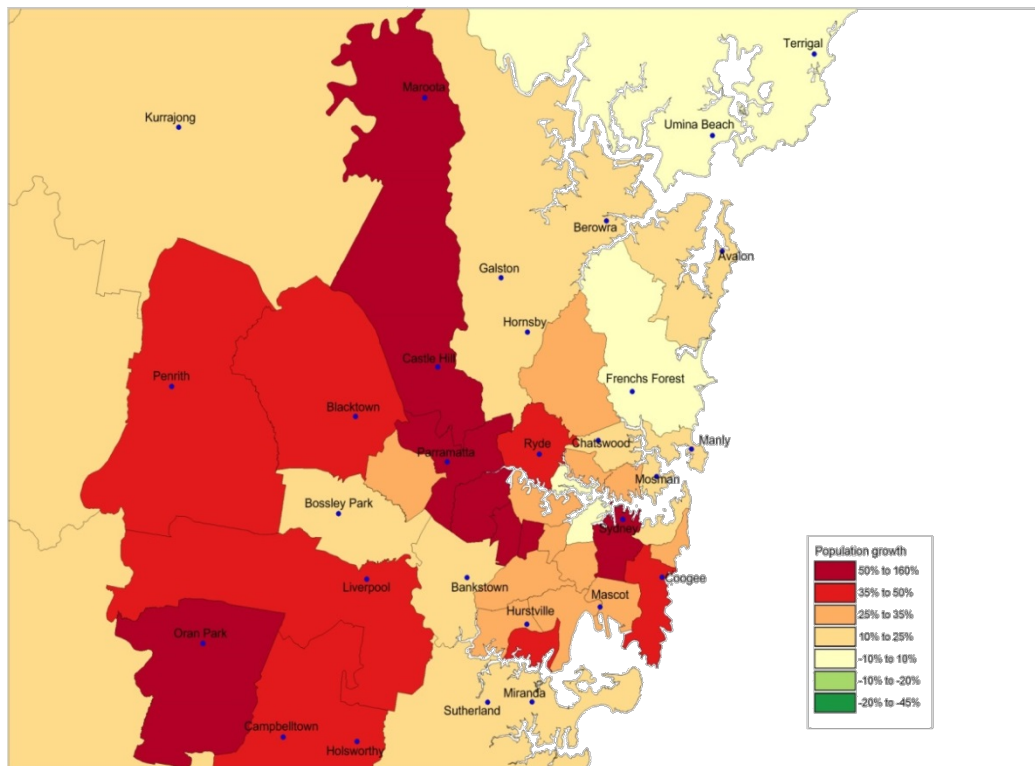 Terrigal
Maroota
Kurrajong
Umina Beach
Berowra
Avalon
Galston
Hornsby
Castle Hill
Penrith
Frenchs Forest
Blacktown
Ryde
Chatswood
Manly
Parramatta
Mosman
Bossley Park
Sydney
Liverpool
Bankstown
Coogee
Mascot
Hurstville
Oran Park
Miranda
Sutherland
Campbelltown
Holsworthy
Population growth
50% to 160%
35% to 50%
25% to 35%
10% to 25%
-10% to 10%
-10% to -20%
-20% to -45%